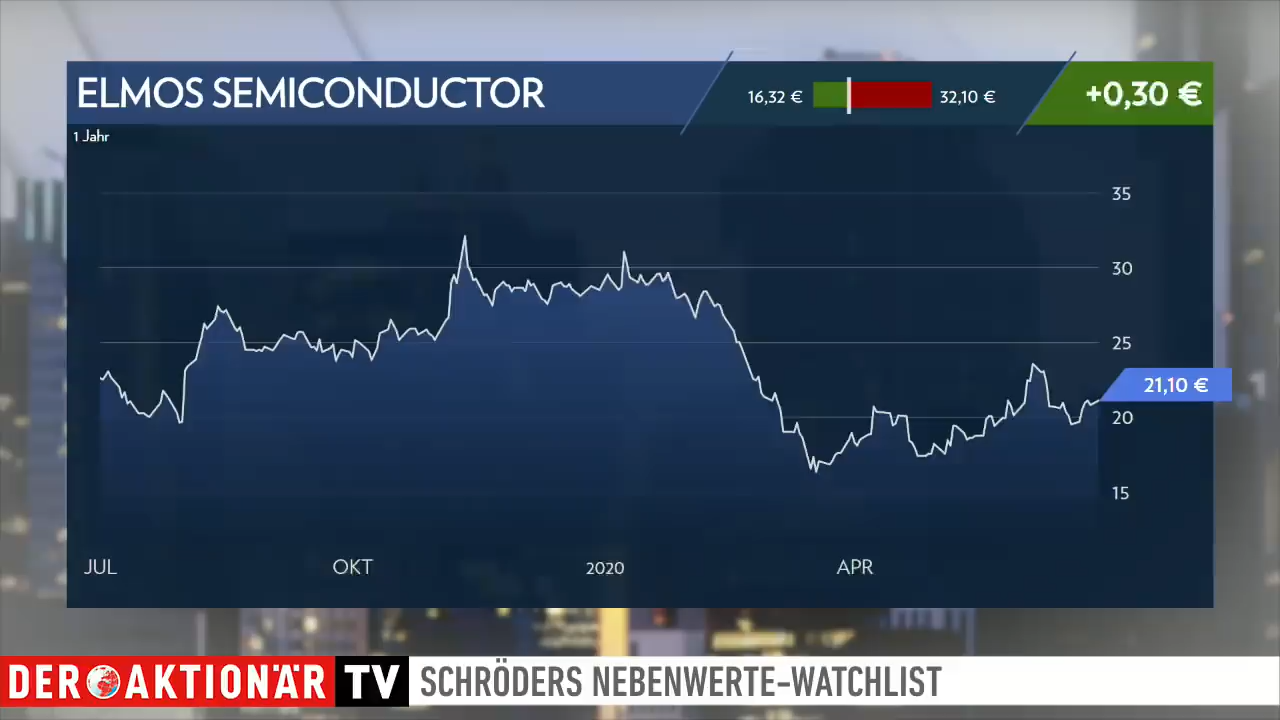 ELMOS SEMICONDUCTOR
16,32 €
32,10 €
+0,30 €
1 Jahr
35
30
25
21,10 €
20
15
JUL
OKT
2020
APR
DER AKTIONÄR TV
SCHRÖDERS NEBENWERTE-WATCHLIST